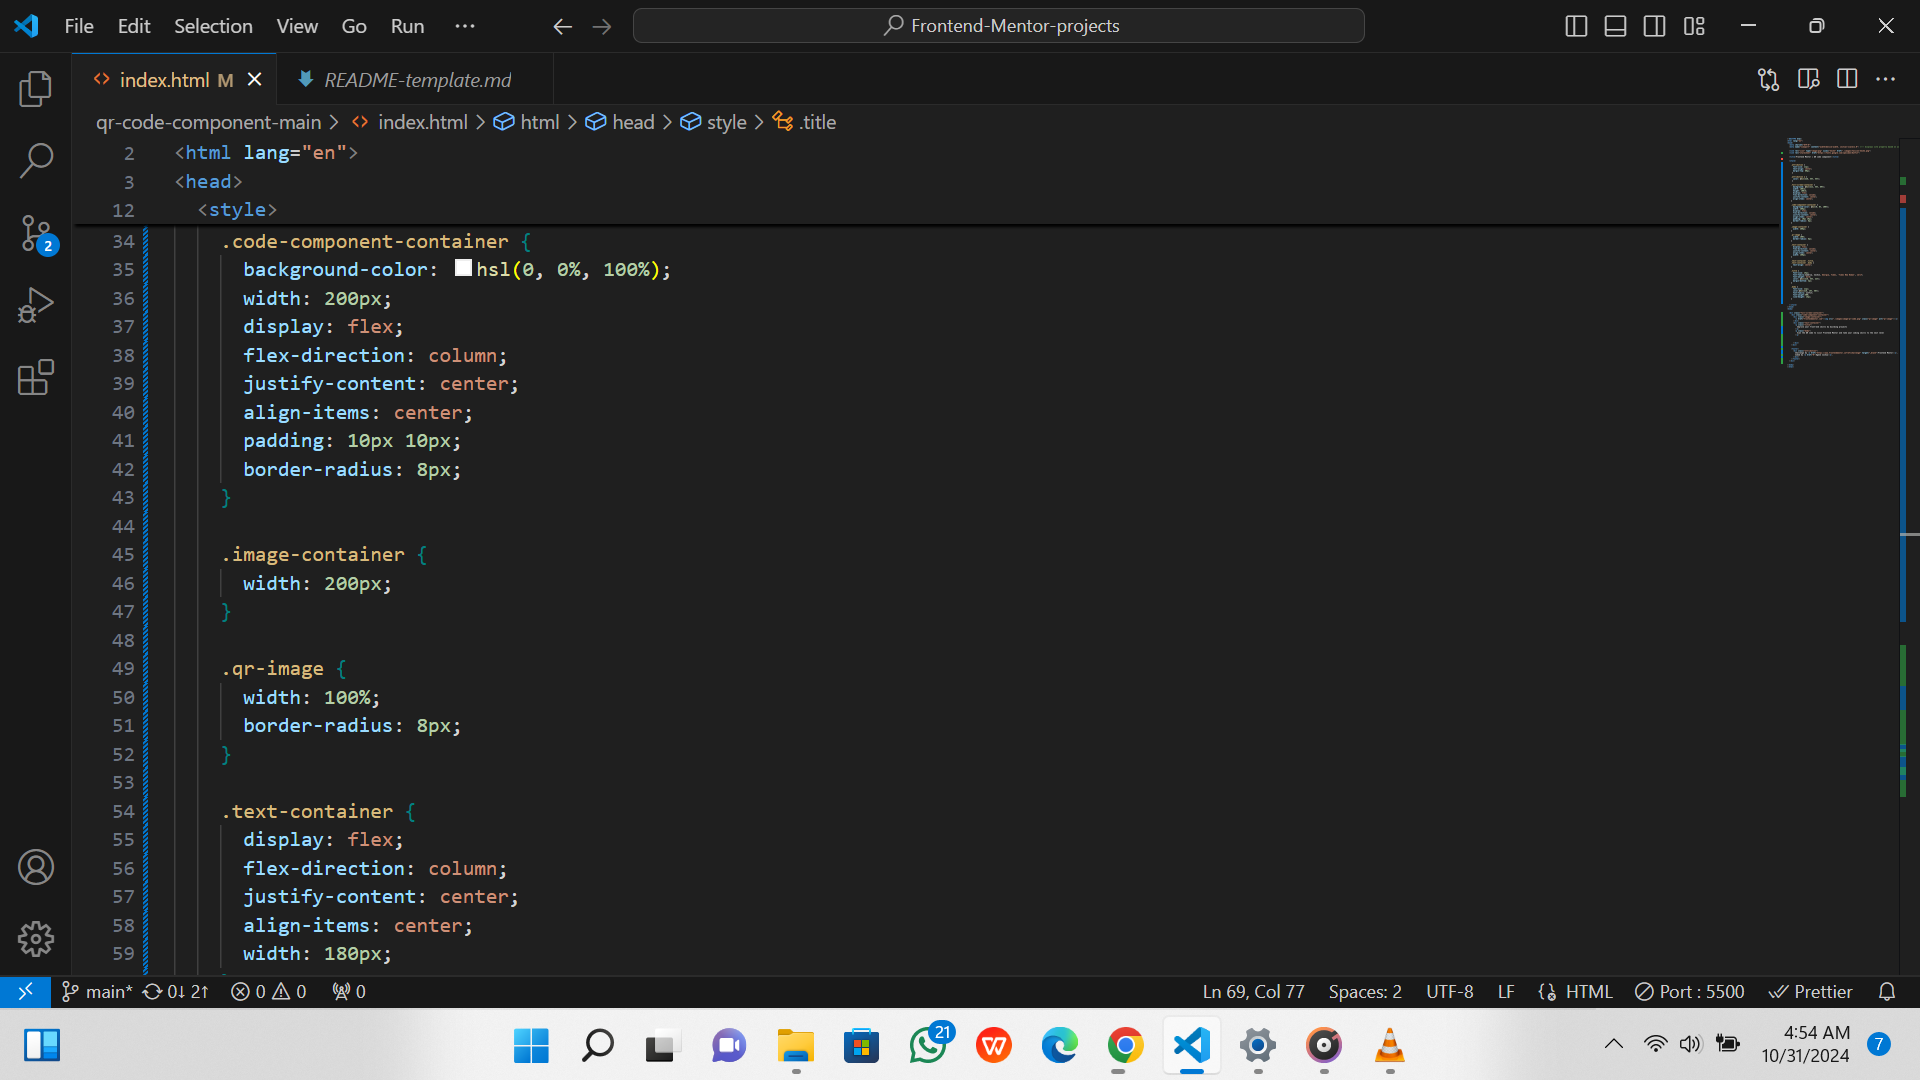 File Edit Selection View Go Run ··· Frontend-Mentor-projects
index.html M README-template.md
qr-code-component-main > index.html > html > head > style > .title
2 <html lang="en">
3 <head>
12 <style>
34 .code-component-container {
35 background-color: hsl(0, 0%, 100%);
36 width: 200px;
37 display: flex;
38 flex-direction: column;
39 justify-content: center;
40 align-items: center;
41 padding: 10px 10px;
42 border-radius: 8px;
43 }
44
45 .image-container {
46 width: 200px;
47 }
48
49 .qr-image {
50 width: 100%;
51 border-radius: 8px;
52 }
53
54 .text-container {
55 display: flex;
56 flex-direction: column;
57 justify-content: center;
58 align-items: center;
59 width: 180px;
2
main* 0↓ 2↑ 0 0 0 Ln 69, Col 77 Spaces: 2 UTF-8 LF HTML Port : 5500 Prettier
21
4:54 AM
10/31/2024
7